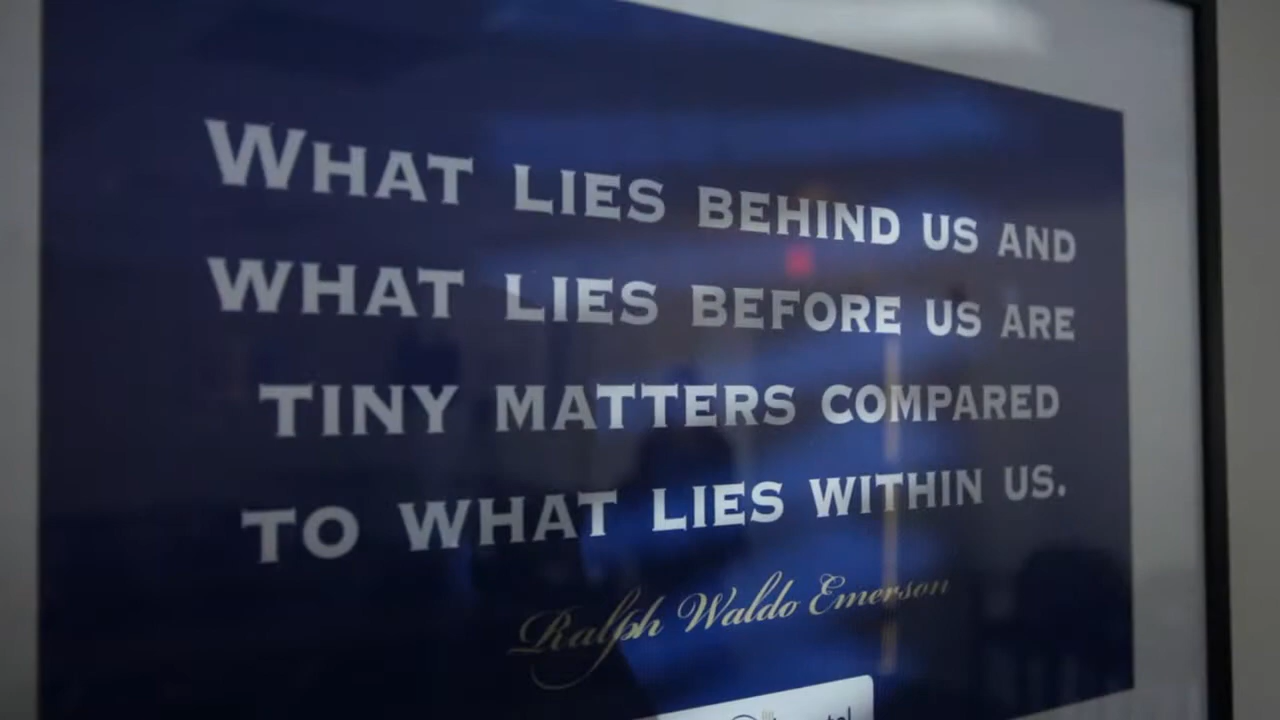 WHAT LIES BEHIND US AND
WHAT LIES BEFORE US ARE
TINY MATTERS COMPARED
TO WHAT LIES WITHIN US.
Ralph Waldo Emerson